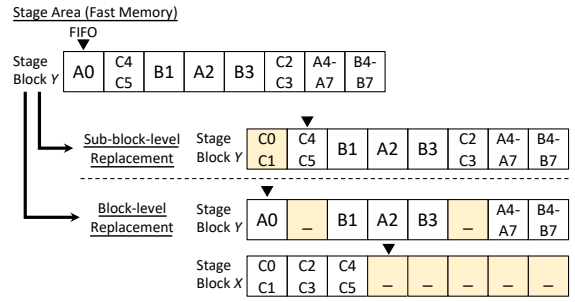 Stage Area (Fast Memory)
FIFO
Stage Block Y
A0 C4 C5 B1 A2 B3 C2 C3 A4-A7 B4-B7
Sub-block-level Replacement
Stage Block Y
C0 C1 C4 C5 B1 A2 B3 C2 C3 A4-A7 B4-B7
Block-level Replacement
Stage Block Y
A0 _ B1 A2 B3 _ A4-A7 B4-B7
Stage Block X
C0 C1 C2 C3 C4 C5 _ _ _ _ _